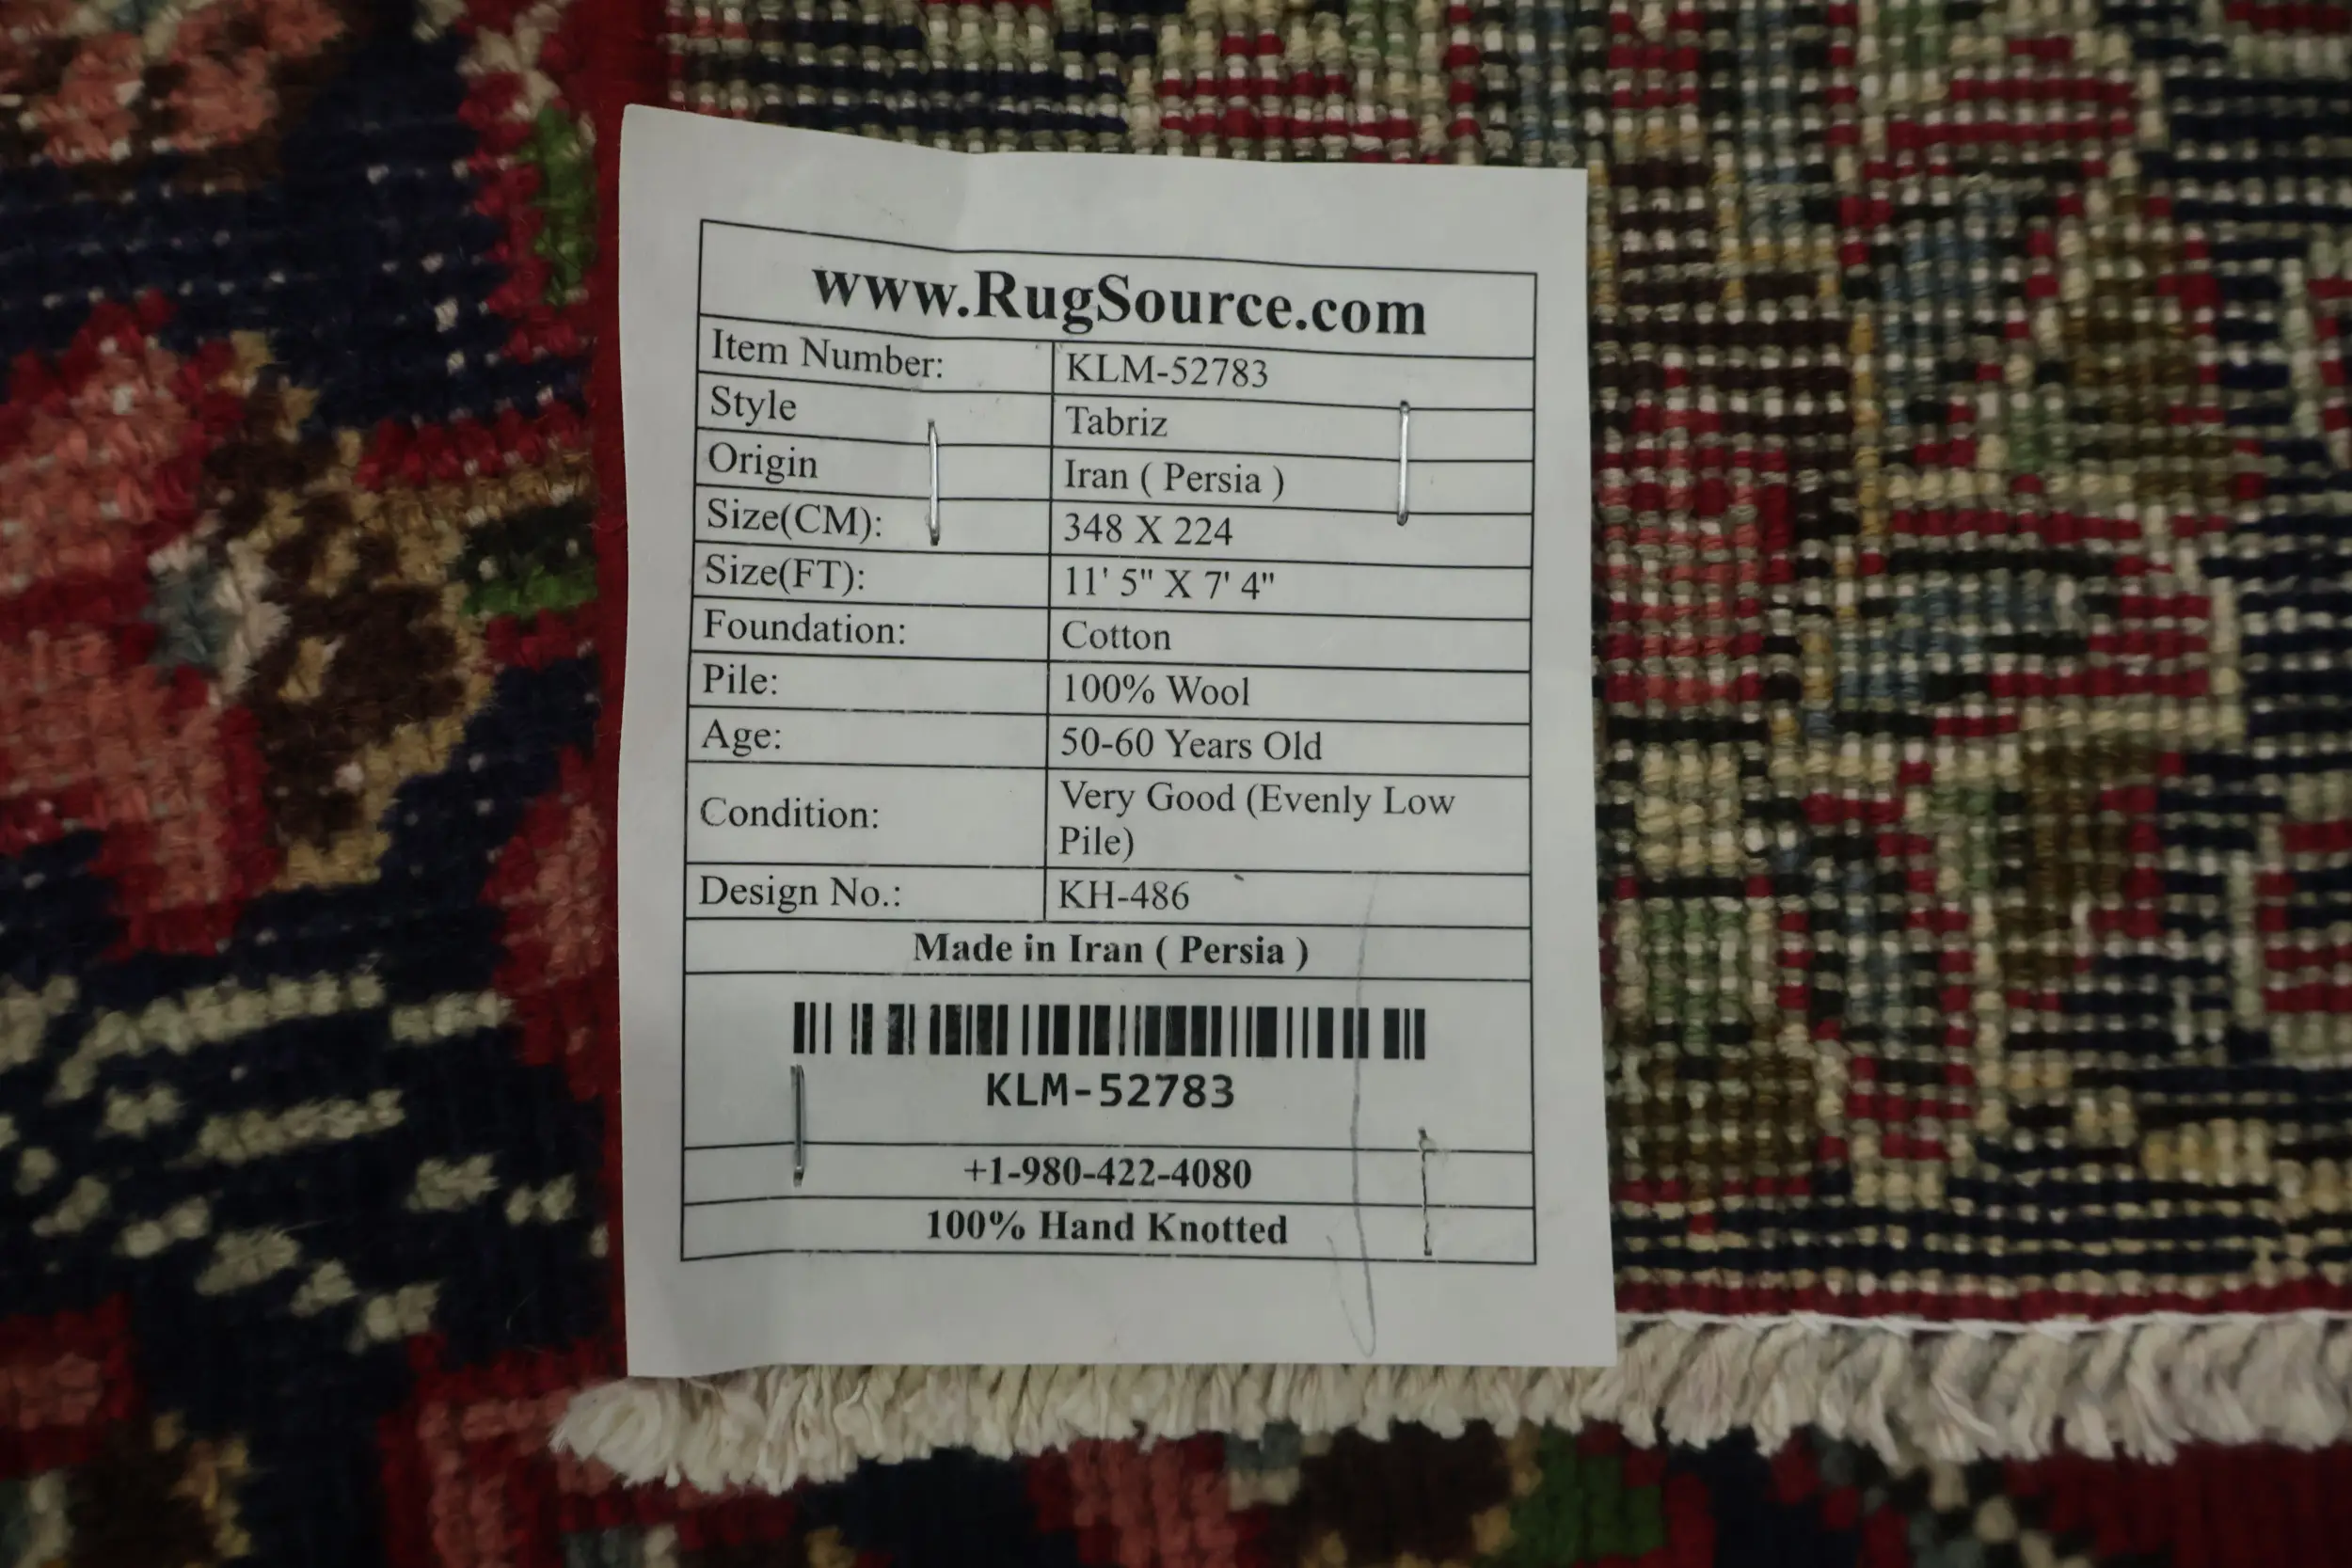 www.RugSource.com
Item Number: KLM-52783
Style Tabriz
Origin Iran ( Persia )
Size(CM): 348 X 224
Size(FT): 11' 5" X 7' 4"
Foundation: Cotton
Pile: 100% Wool
Age: 50-60 Years Old
Condition: Very Good (Evenly Low
Pile)
Design No.: KH-486
Made in Iran ( Persia )
KLM-52783
+1-980-422-4080
100% Hand Knotted